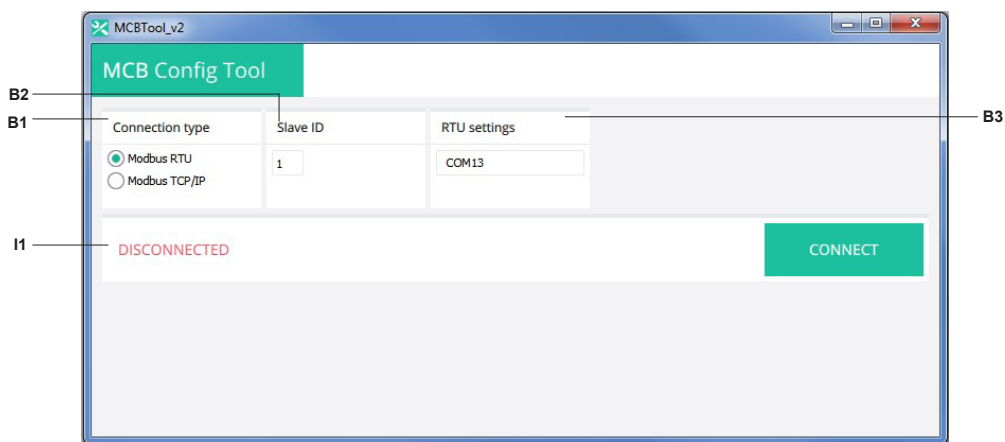 MCBTool_v2
MCB Config Tool
B2
B1
B3
Connection type
Slave ID
RTU settings
Modbus RTU
Modbus TCP/IP
1
COM13
I1
DISCONNECTED
CONNECT